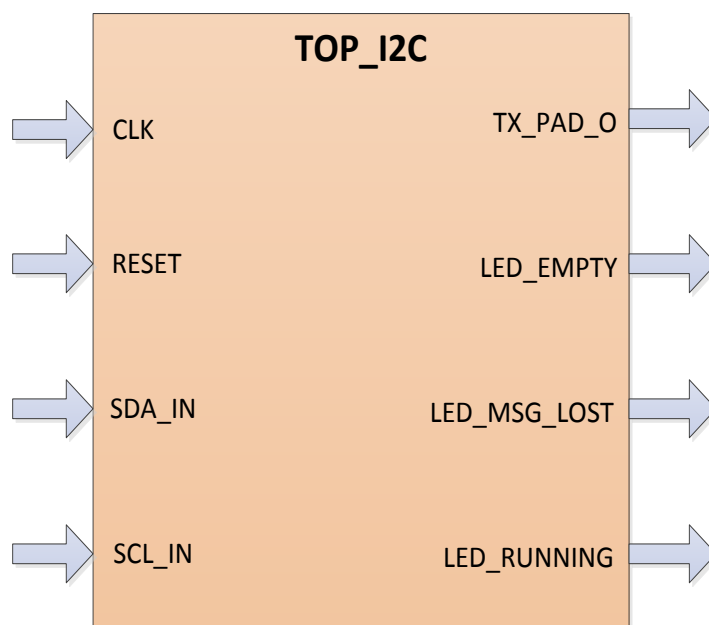 TOP_I2C
CLK
TX_PAD_O
RESET
LED_EMPTY
SDA_IN
LED_MSG_LOST
SCL_IN
LED_RUNNING